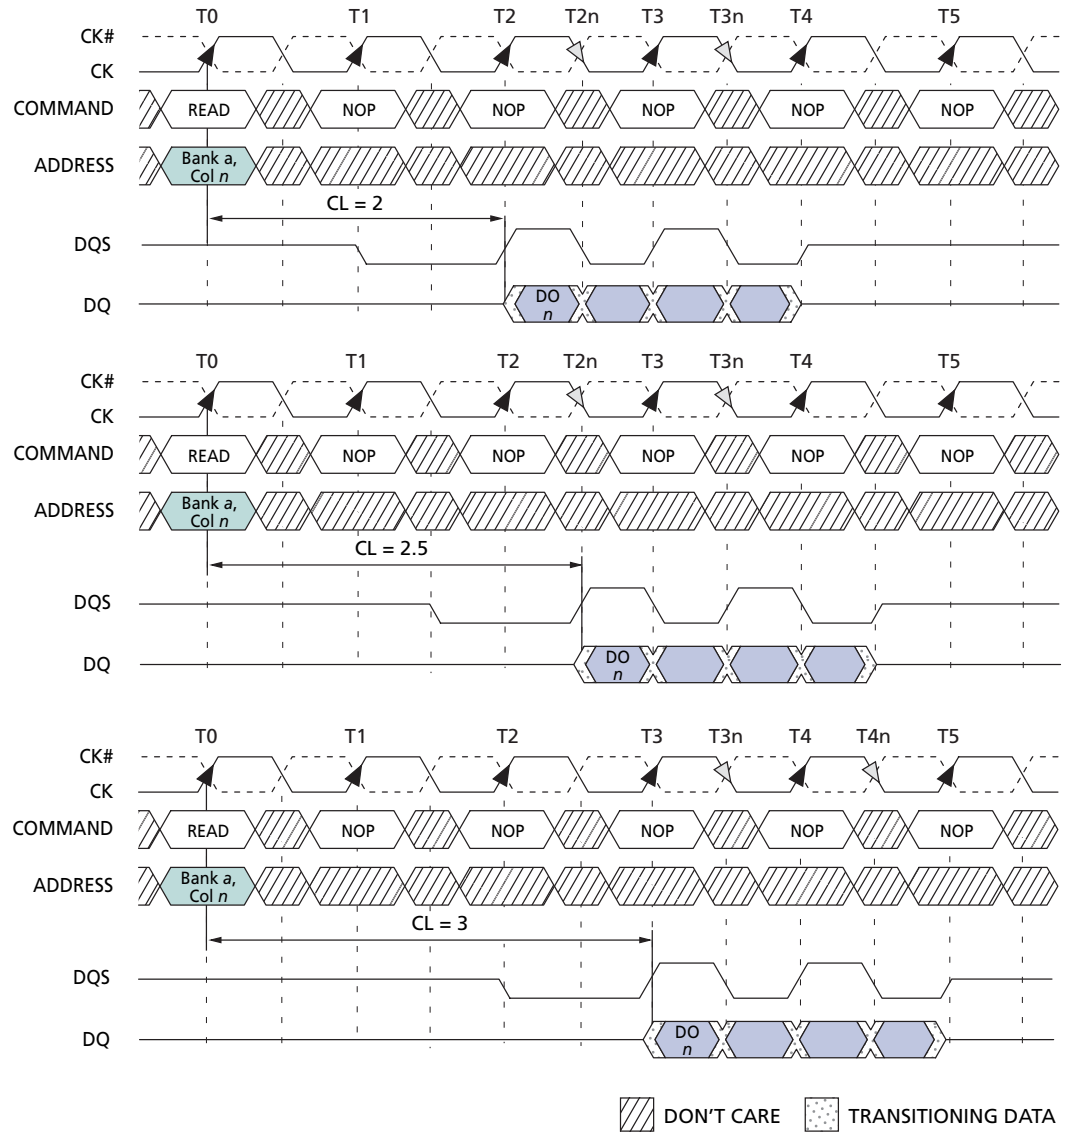 T0 T1 T2 T2n T3 T3n T4 T5
CK#
CK
COMMAND READ NOP NOP NOP NOP NOP
ADDRESS Bank a,
Col n
CL = 2
DQS
DQ DO
n
T0 T1 T2 T2n T3 T3n T4 T5
CK#
CK
COMMAND READ NOP NOP NOP NOP NOP
ADDRESS Bank a,
Col n
CL = 2.5
DQS
DQ DO
n
T0 T1 T2 T3 T3n T4 T4n T5
CK#
CK
COMMAND READ NOP NOP NOP NOP NOP
ADDRESS Bank a,
Col n
CL = 3
DQS
DQ DO
n
DON'T CARE TRANSITIONING DATA